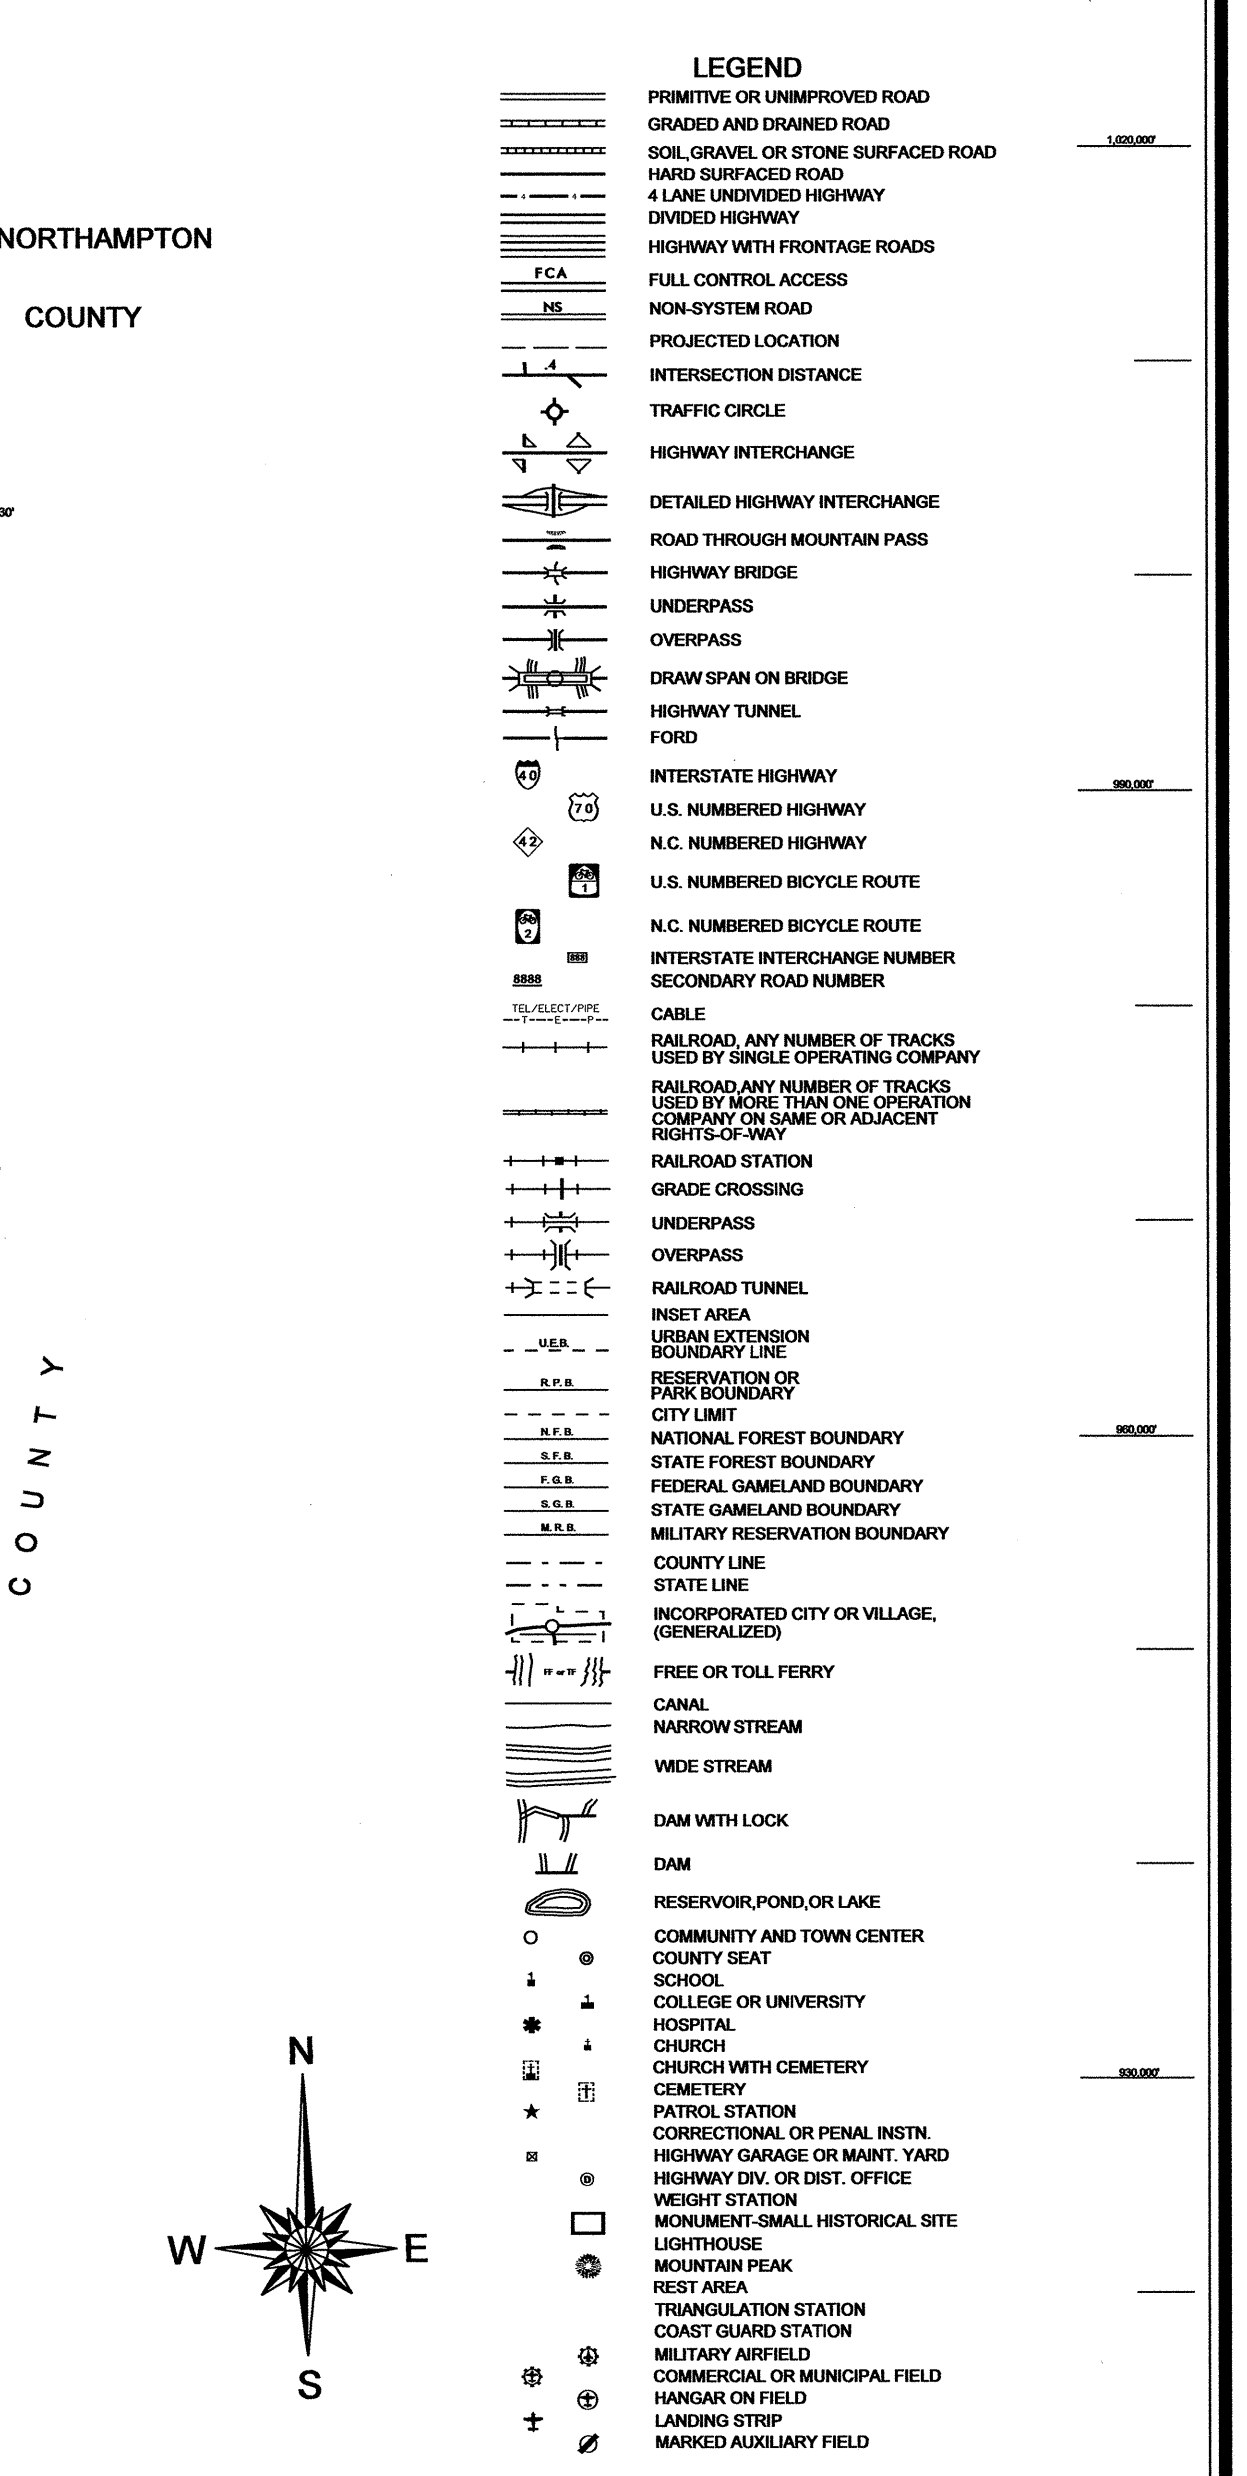 LEGEND
PRIMITIVE OR UNIMPROVED ROAD
GRADED AND DRAINED ROAD
1,020,000'
SOIL,GRAVEL OR STONE SURFACED ROAD
HARD SURFACED ROAD
4 4 4 LANE UNDIVIDED HIGHWAY
DIVIDED HIGHWAY
NORTHAMPTON
HIGHWAY WITH FRONTAGE ROADS
FCA FULL CONTROL ACCESS
COUNTY
NS NON-SYSTEM ROAD
PROJECTED LOCATION
.4 INTERSECTION DISTANCE
TRAFFIC CIRCLE
HIGHWAY INTERCHANGE
DETAILED HIGHWAY INTERCHANGE
30'
ROAD THROUGH MOUNTAIN PASS
HIGHWAY BRIDGE
UNDERPASS
OVERPASS
DRAW SPAN ON BRIDGE
HIGHWAY TUNNEL
FORD
40 INTERSTATE HIGHWAY
990,000'
70 U.S. NUMBERED HIGHWAY
42 N.C. NUMBERED HIGHWAY
1 U.S. NUMBERED BICYCLE ROUTE
2 N.C. NUMBERED BICYCLE ROUTE
888 INTERSTATE INTERCHANGE NUMBER
8888 SECONDARY ROAD NUMBER
TEL/ELECT/PIPE
--T----E----P-- CABLE
RAILROAD, ANY NUMBER OF TRACKS
USED BY SINGLE OPERATING COMPANY
RAILROAD,ANY NUMBER OF TRACKS
USED BY MORE THAN ONE OPERATION
COMPANY ON SAME OR ADJACENT
RIGHTS-OF-WAY
RAILROAD STATION
GRADE CROSSING
UNDERPASS
OVERPASS
RAILROAD TUNNEL
INSET AREA
U.E.B. URBAN EXTENSION
BOUNDARY LINE
R. P. B. RESERVATION OR
PARK BOUNDARY
CITY LIMIT
COUNTY
N. F. B. NATIONAL FOREST BOUNDARY
960,000'
S. F. B. STATE FOREST BOUNDARY
F. G. B. FEDERAL GAMELAND BOUNDARY
S. G. B. STATE GAMELAND BOUNDARY
M. R. B. MILITARY RESERVATION BOUNDARY
COUNTY LINE
STATE LINE
INCORPORATED CITY OR VILLAGE,
(GENERALIZED)
FF or TF FREE OR TOLL FERRY
CANAL
NARROW STREAM
WIDE STREAM
DAM WITH LOCK
DAM
RESERVOIR,POND,OR LAKE
COMMUNITY AND TOWN CENTER
COUNTY SEAT
SCHOOL
COLLEGE OR UNIVERSITY
HOSPITAL
CHURCH
CHURCH WITH CEMETERY
930,000'
CEMETERY
PATROL STATION
CORRECTIONAL OR PENAL INSTN.
HIGHWAY GARAGE OR MAINT. YARD
D HIGHWAY DIV. OR DIST. OFFICE
WEIGHT STATION
MONUMENT-SMALL HISTORICAL SITE
LIGHTHOUSE
MOUNTAIN PEAK
REST AREA
TRIANGULATION STATION
COAST GUARD STATION
MILITARY AIRFIELD
COMMERCIAL OR MUNICIPAL FIELD
HANGAR ON FIELD
LANDING STRIP
MARKED AUXILIARY FIELD
N
W E
S